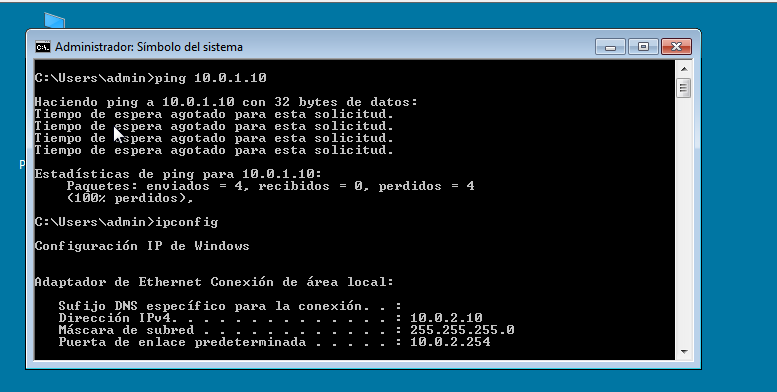 Administrador: Símbolo del sistema
C:\Users\admin>ping 10.0.1.10
Haciendo ping a 10.0.1.10 con 32 bytes de datos:
Tiempo de espera agotado para esta solicitud.
Tiempo de espera agotado para esta solicitud.
Tiempo de espera agotado para esta solicitud.
Tiempo de espera agotado para esta solicitud.
Estadísticas de ping para 10.0.1.10:
    Paquetes: enviados = 4, recibidos = 0, perdidos = 4
    (100% perdidos),
C:\Users\admin>ipconfig
Configuración IP de Windows
Adaptador de Ethernet Conexión de área local:
   Sufijo DNS específico para la conexión. . :
   Dirección IPv4. . . . . . . . . . . . . . : 10.0.2.10
   Máscara de subred . . . . . . . . . . . . : 255.255.255.0
   Puerta de enlace predeterminada . . . . . : 10.0.2.254